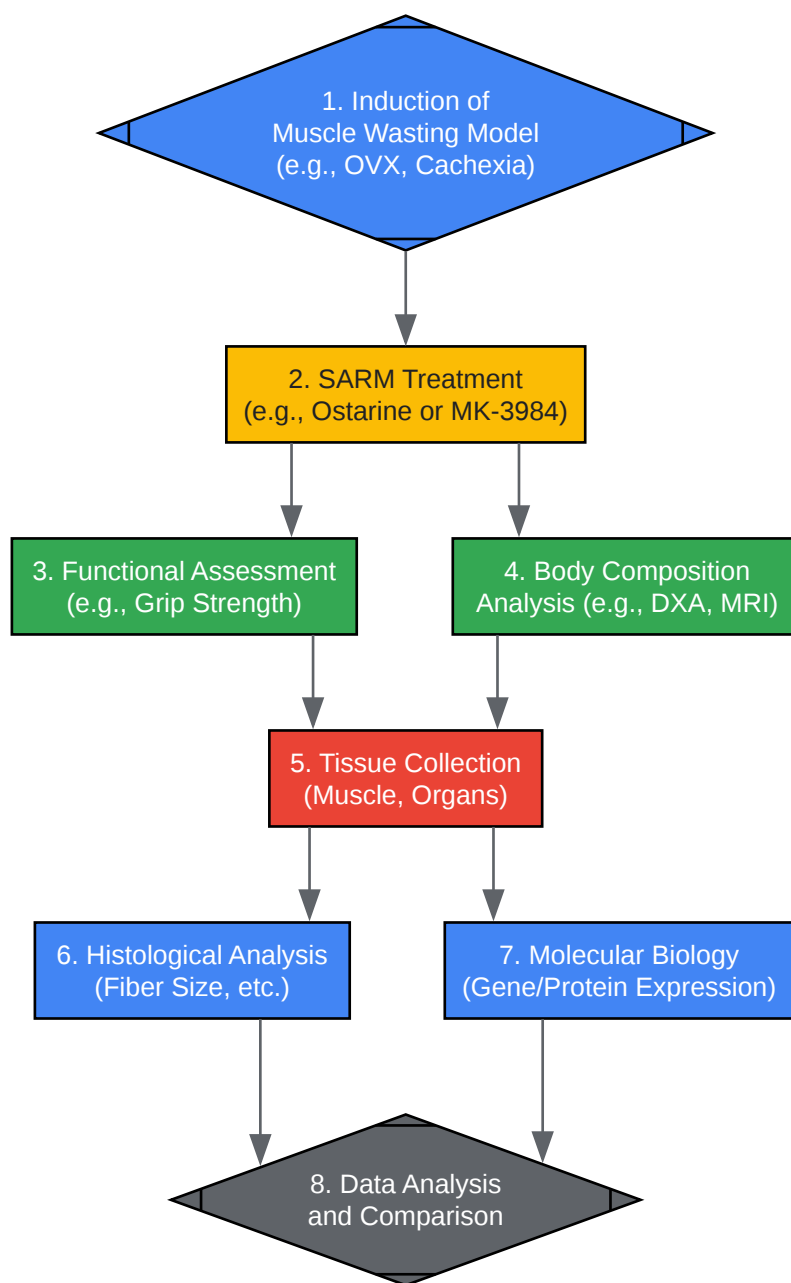 1. Induction of
Muscle Wasting Model
(e.g., OVX, Cachexia)
2. SARM Treatment
(e.g., Ostarine or MK-3984)
3. Functional Assessment
(e.g., Grip Strength)
4. Body Composition
Analysis (e.g., DXA, MRI)
5. Tissue Collection
(Muscle, Organs)
6. Histological Analysis
(Fiber Size, etc.)
7. Molecular Biology
(Gene/Protein Expression)
8. Data Analysis
and Comparison